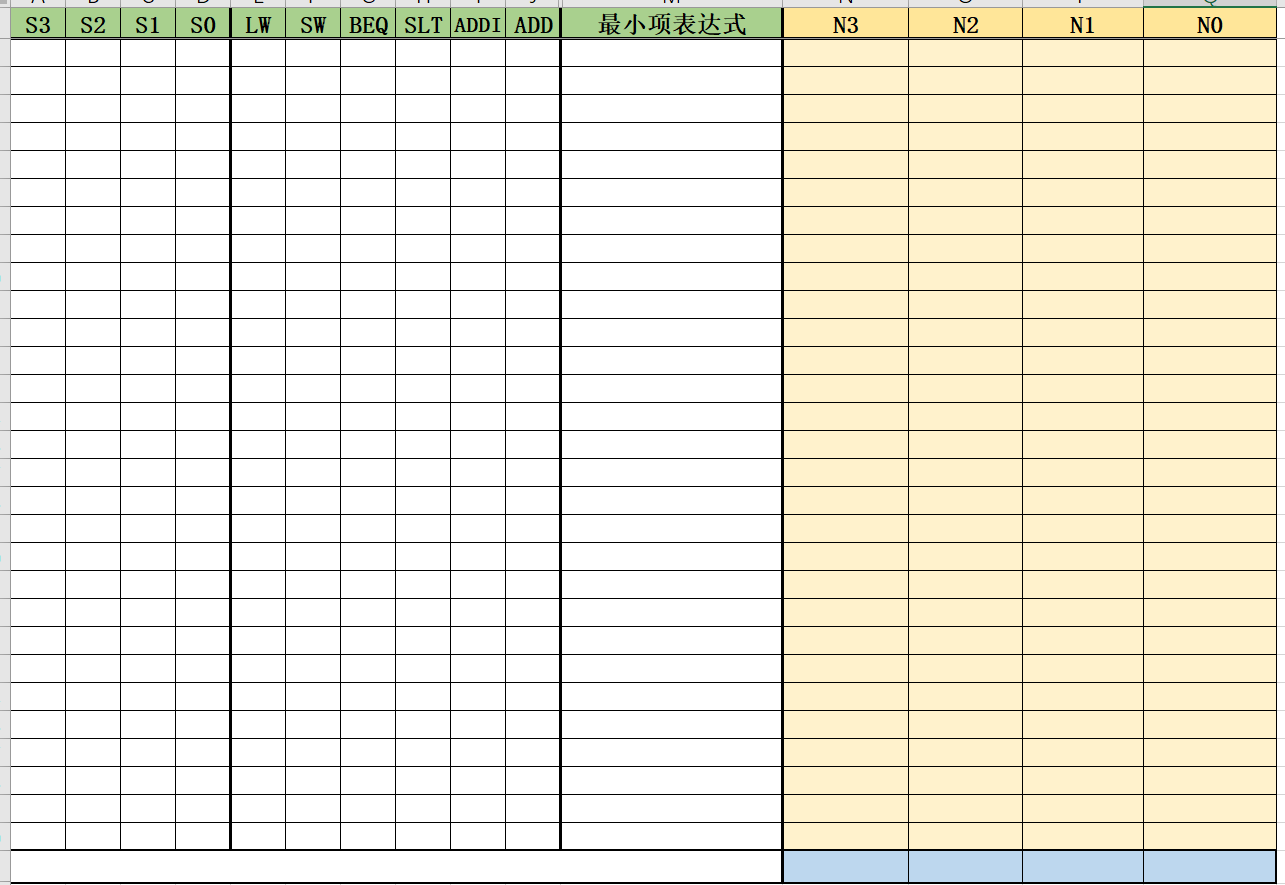 S3 S2 S1 S0 LW SW BEQ SLT ADDI ADD 最小项表达式 N3 N2 N1 N0